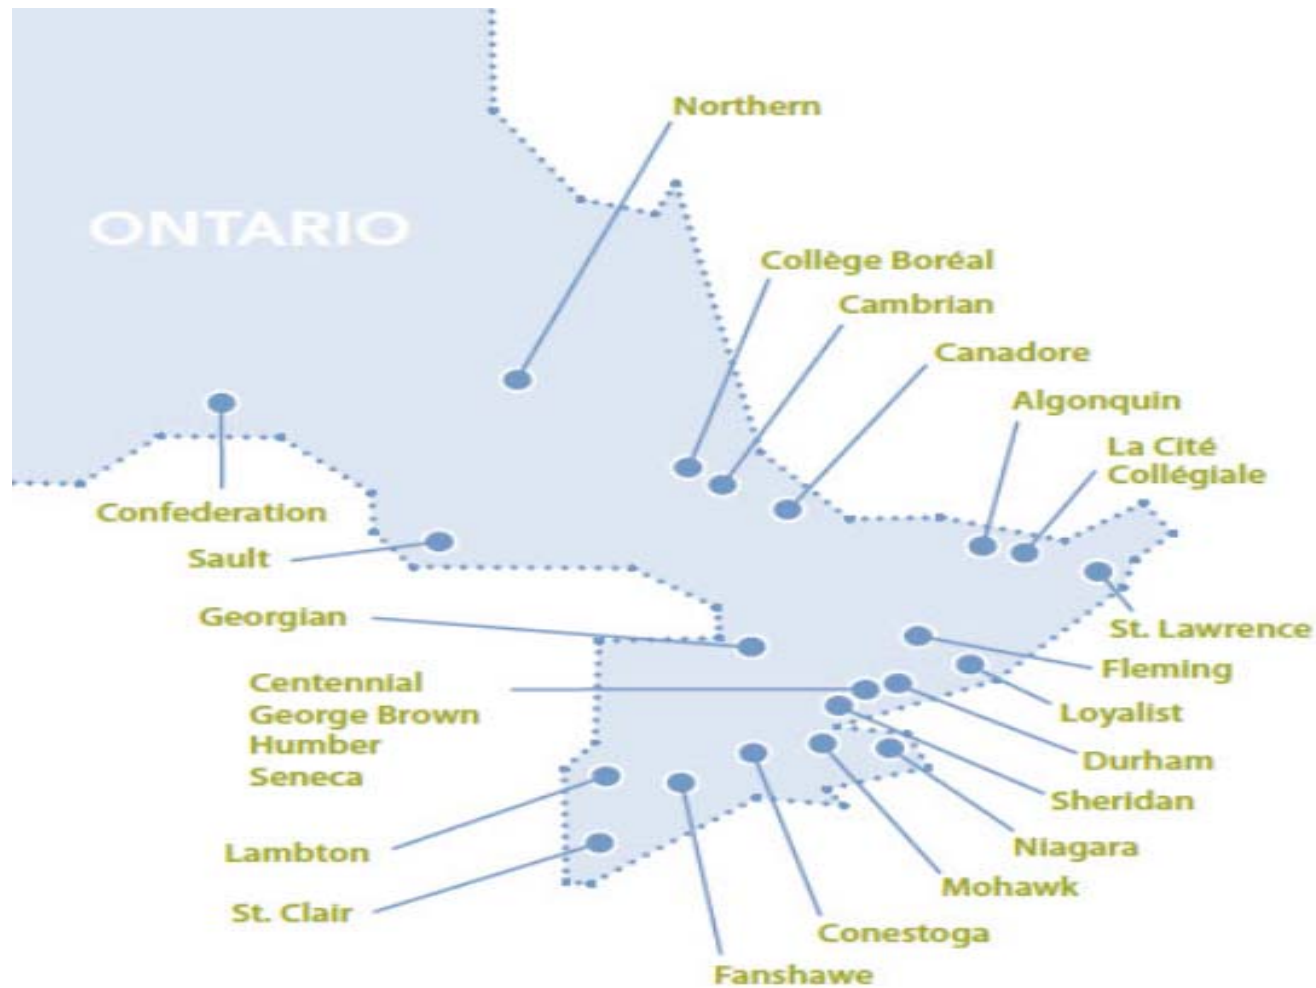 Northern
ONTARIO
Collège Boréal
Cambrian
Canadore
Algonquin
La Cité
Collégiale
Confederation
Sault
Georgian
St. Lawrence
Fleming
Centennial
George Brown
Humber
Seneca
Loyalist
Durham
Sheridan
Niagara
Lambton
Mohawk
St. Clair
Conestoga
Fanshawe